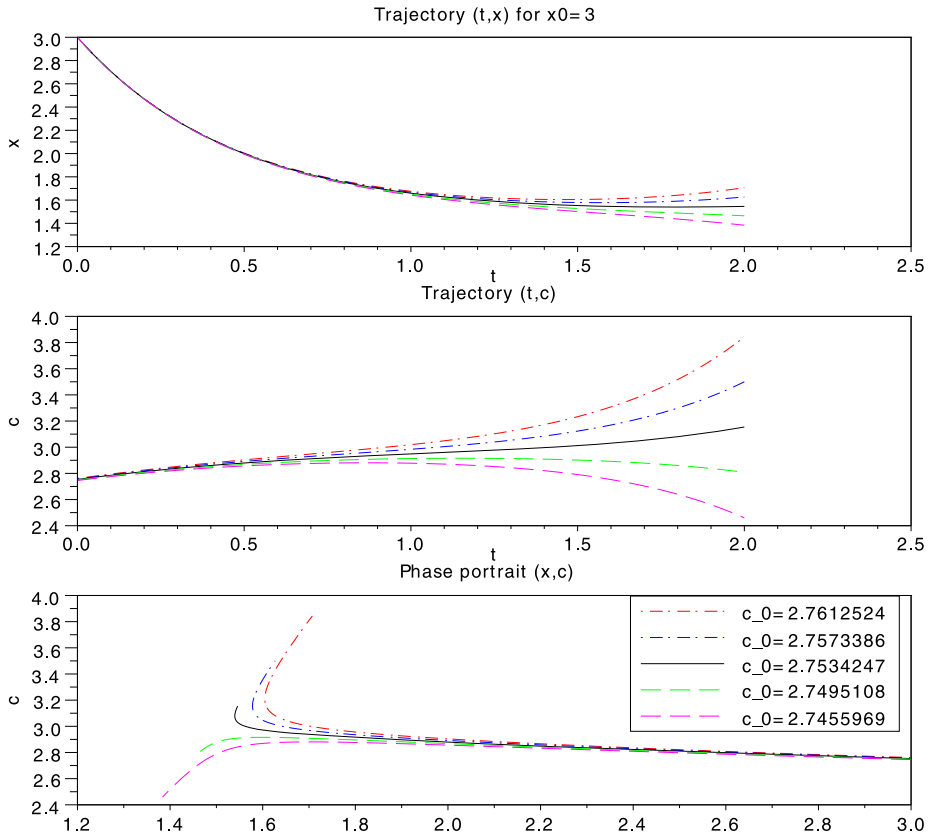 Trajectory (t,x) for x0=3
3.0
2.8
2.6
2.4
2.2
2.0
1.8
1.6
1.4
1.2
x
0.0 0.5 1.0 1.5 2.0 2.5
t
Trajectory (t,c)
4.0
3.8
3.6
3.4
3.2
3.0
2.8
2.6
2.4
c
0.0 0.5 1.0 1.5 2.0 2.5
t
Phase portrait (x,c)
4.0
3.8
3.6
3.4
3.2
3.0
2.8
2.6
2.4
c
c_0=2.7612524
c_0=2.7573386
c_0=2.7534247
c_0=2.7495108
c_0=2.7455969
1.2 1.4 1.6 1.8 2.0 2.2 2.4 2.6 2.8 3.0